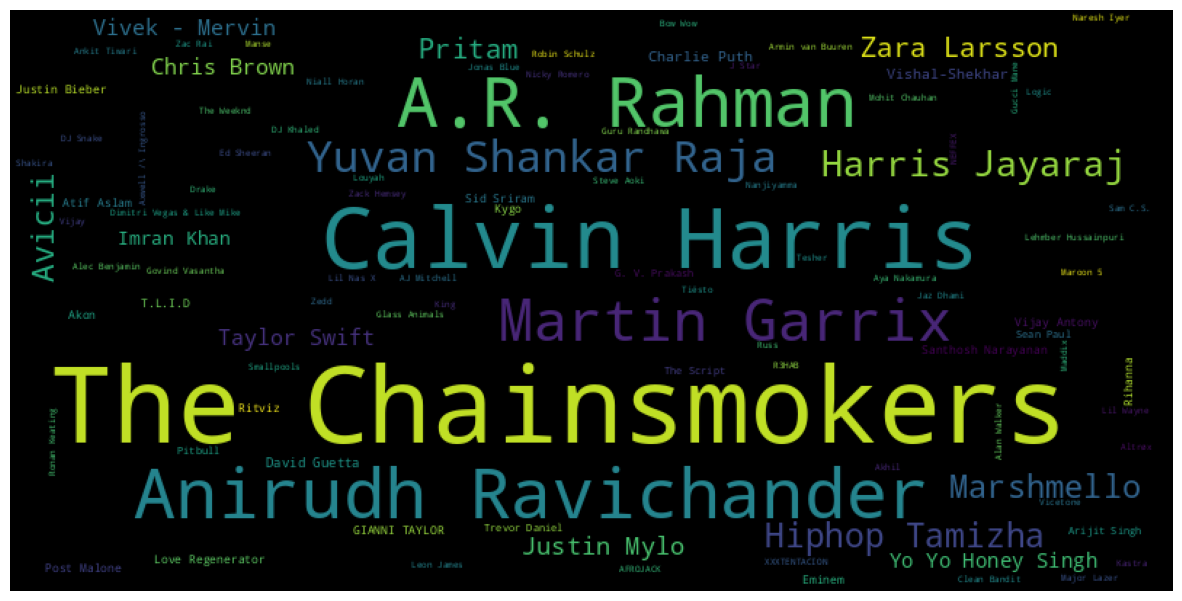 Naresh Iyer
Bow Wow
Vivek - Mervin
Zac Rai
Manse
Ankit Tiwari
Pritam
Robin Schulz
Charlie Puth
Armin van Buuren
Zara Larsson
Chris Brown
Jonas Blue
Nicky Romero
J Star
Vishal-Shekhar
Niall Horan
Justin Bieber
A.R. Rahman
Mohit Chauhan
Gucci Mane
Logic
The Weeknd
DJ Khaled
Guru Randhawa
DJ Snake
Axwell /\ Ingrosso
Ed Sheeran
Yuvan Shankar Raja
Harris Jayaraj
NEFFEX
Shakira
Louyah
Steve Aoki
Nanjiyamma
Drake
Zack Hemsey
Sid Sriram
Atif Aslam
Avicii
Dimitri Vegas & Like Mike
Kygo
Sam C.S.
Vijay
Imran Khan
Calvin Harris
Leheber Hussainpuri
Tesher
Alec Benjamin
Govind Vasantha
Lil Nas X
AJ Mitchell
G. V. Prakash
Aya Nakamura
Maroon 5
Tiësto
Jaz Dhami
T.L.I.D
Zedd
King
Akon
Glass Animals
Martin Garrix
Vijay Antony
Taylor Swift
Sean Paul
Russ
Santhosh Narayanan
Maddix
Smallpools
The Script
R3HAB
Rihanna
The Chainsmokers
Ritviz
Lil Wayne
Ronan Keating
Alan Walker
Pitbull
Altnex
David Guetta
Akhil
Anirudh Ravichander
Marshmello
Vicetone
GIANNI TAYLOR
Trevor Daniel
Hiphop Tamizha
Arijit Singh
Justin Mylo
Love Regenerator
Leon James
XXXTENTACION
Yo Yo Honey Singh
Kastra
Post Malone
AFROJACK
Eminem
Clean Bandit
Major Lazer